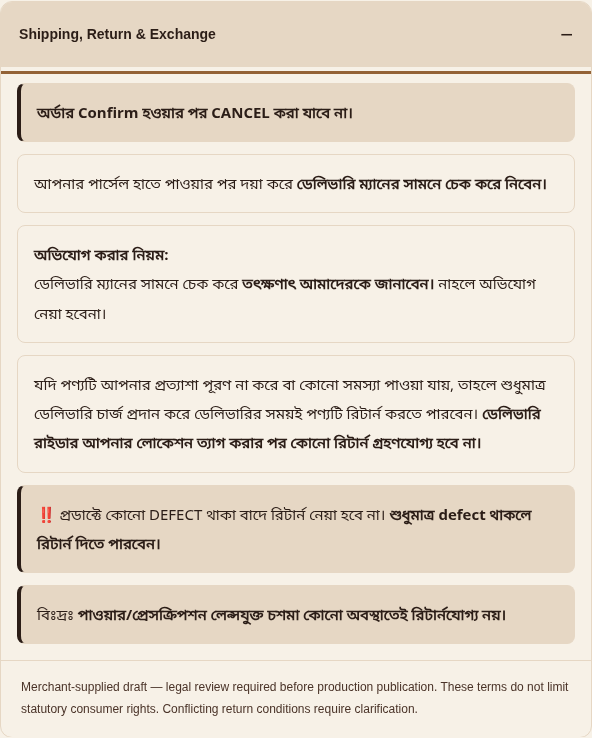 Shipping, Return & Exchange
–
অর্ডার Confirm হওয়ার পর CANCEL করা যাবে না।
আপনার পার্সেল হাতে পাওয়ার পর দয়া করে ডেলিভারি ম্যানের সামনে চেক করে নিবেন।
অভিযোগ করার নিয়ম:
ডেলিভারি ম্যানের সামনে চেক করে তৎক্ষণাৎ আমাদেরকে জানাবেন। নাহলে অভিযোগ
নেয়া হবেনা।
যদি পণ্যটি আপনার প্রত্যাশা পূরণ না করে বা কোনো সমস্যা পাওয়া যায়, তাহলে শুধুমাত্র
ডেলিভারি চার্জ প্রদান করে ডেলিভারির সময়ই পণ্যটি রিটার্ন করতে পারবেন। ডেলিভারি
রাইডার আপনার লোকেশন ত্যাগ করার পর কোনো রিটার্ন গ্রহণযোগ্য হবে না।
‼️ প্রডাক্টে কোনো DEFECT থাকা বাদে রিটার্ন নেয়া হবে না। শুধুমাত্র defect থাকলে
রিটার্ন দিতে পারবেন।
বিঃদ্রঃ পাওয়ার/প্রেসক্রিপশন লেন্সযুক্ত চশমা কোনো অবস্থাতেই রিটার্নযোগ্য নয়।
Merchant-supplied draft — legal review required before production publication. These terms do not limit
statutory consumer rights. Conflicting return conditions require clarification.